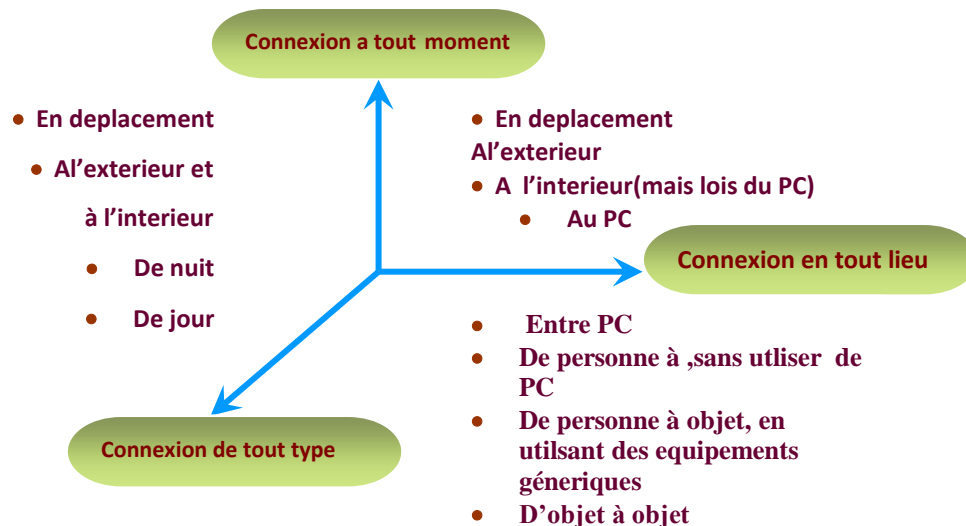 Connexion a tout moment
• En deplacement
• Al’exterieur et
à l’interieur
• De nuit
• De jour
• En deplacement
Al’exterieur
• A l’interieur(mais lois du PC)
• Au PC
Connexion en tout lieu
• Entre PC
• De personne à ,sans utliser de
PC
• De personne à objet, en
utilsant des equipements
géneriques
• D’objet à objet
Connexion de tout type